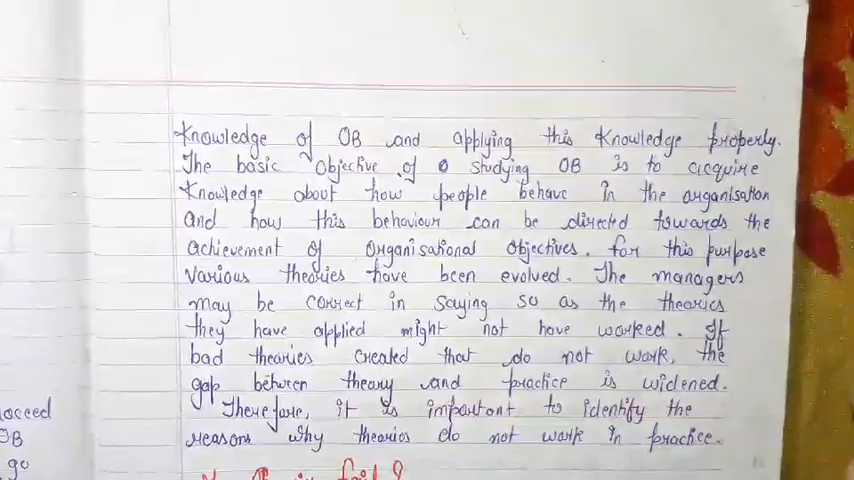 Knowledge of OB and applying this knowledge properly.
The basic objective of studying OB is to acquire
knowledge about how people behave in the organisation
and how this behaviour can be directed towards the
achievement of organisational objectives. for this purpose
various theories have been evolved. The managers
may be correct in saying so as the theories
they have applied might not have worked. If
bad theories created that do not work, the
gap between theory and practice is widened.
Therefore, it is important to identify the
reasons why theories do not work in practice.
OB
go